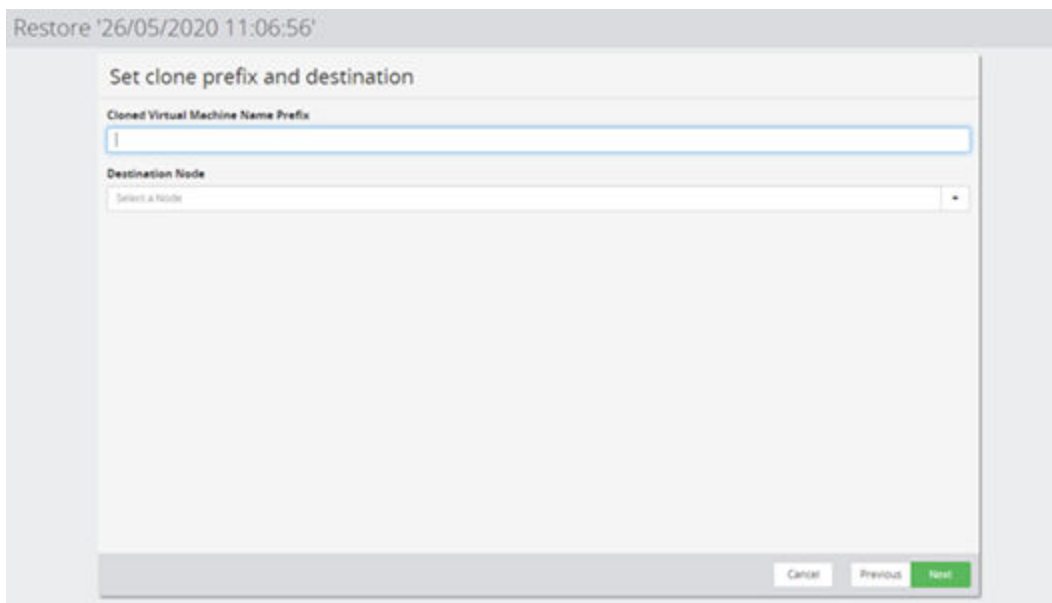 Restore '26/05/2020 11:06:56'
Set clone prefix and destination
Cloned Virtual Machine Name Prefix
Destination Node
Select a Node
Cancel Previous Next